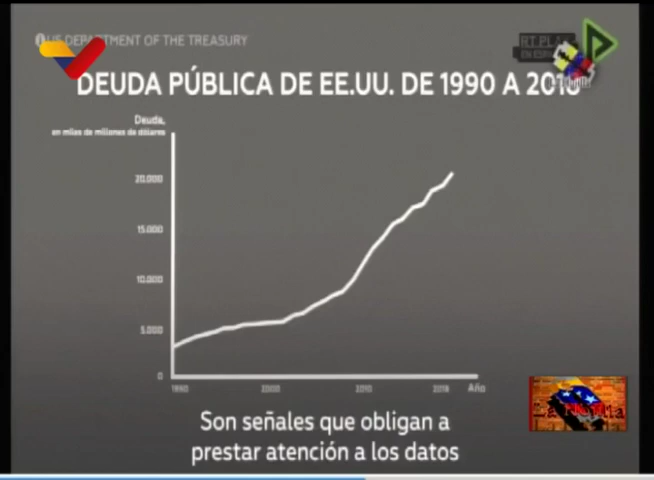 US DEPARTMENT OF THE TREASURY
RT PLAY
DEUDA PÚBLICA DE EE.UU. DE 1990 A 2018
Deuda,
en miles de millones de dólares
20.000
15.000
10.000
5.000
0
1990
2000
2010
2018
Año
Son señales que obligan a
prestar atención a los datos